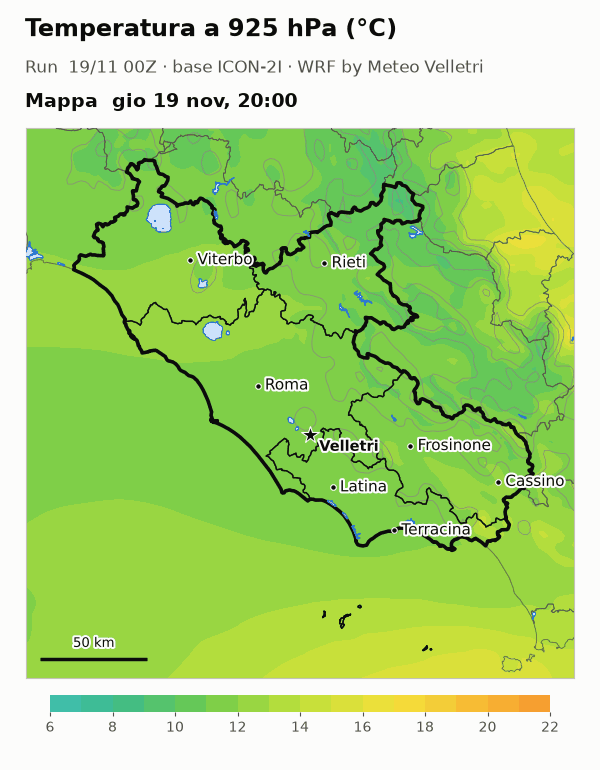 Temperatura a 925 hPa (°C)
Run  19/11 00Z · base ICON-2I · WRF by Meteo Velletri
Mappa  gio 19 nov, 20:00
Viterbo
Rieti
Roma
Velletri
Frosinone
Latina
Cassino
Terracina
50 km
6 8 10 12 14 16 18 20 22